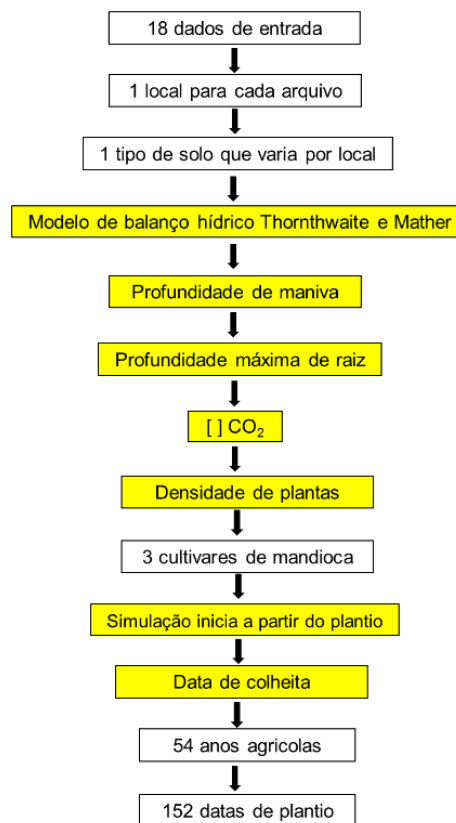 18 dados de entrada
1 local para cada arquivo
1 tipo de solo que varia por local
Modelo de balanço hídrico Thornthwaite e Mather
Profundidade de maniva
Profundidade máxima de raiz
[ ] CO₂
Densidade de plantas
3 cultivares de mandioca
Simulação inicia a partir do plantio
Data de colheita
54 anos agricolas
152 datas de plantio